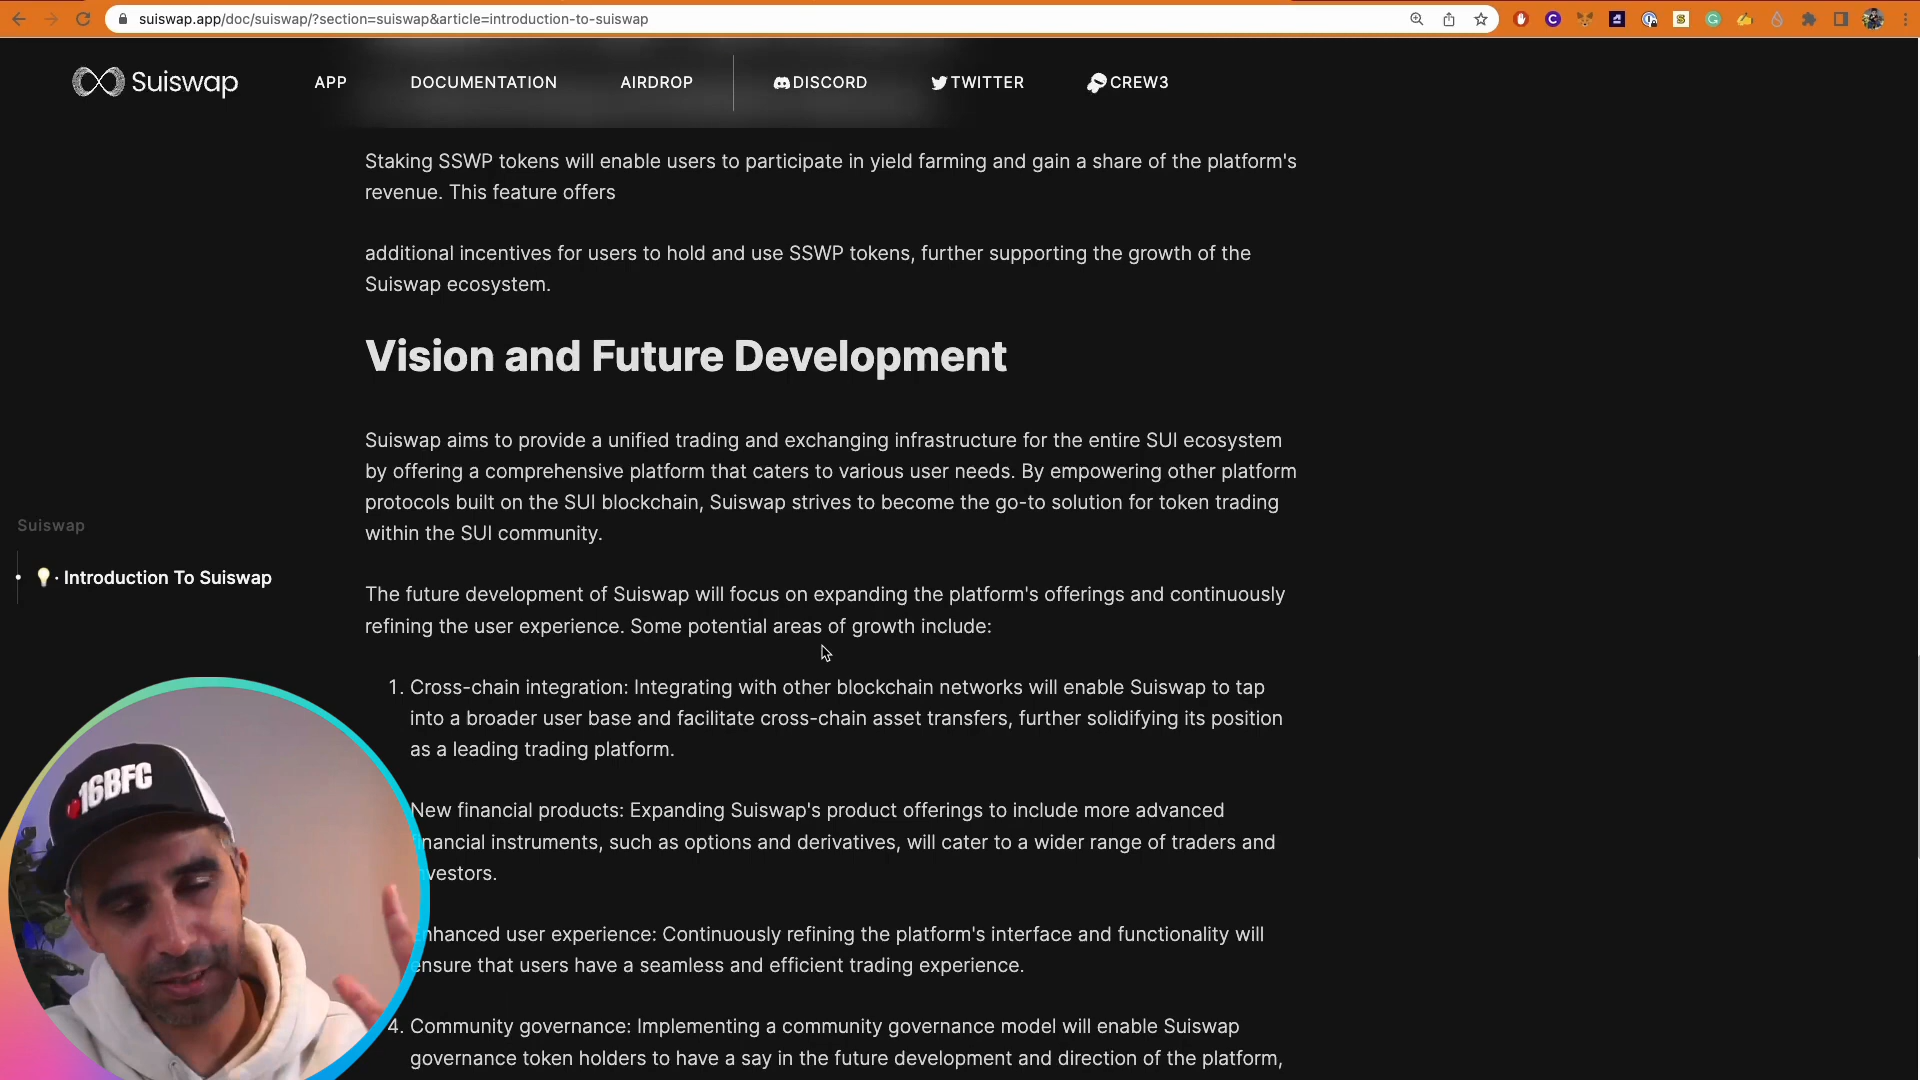 suiswap.app/doc/suiswap/?section=suiswap&article=introduction-to-suiswap
Suiswap APP DOCUMENTATION AIRDROP DISCORD TWITTER CREW3
Staking SSWP tokens will enable users to participate in yield farming and gain a share of the platform's
revenue. This feature offers
additional incentives for users to hold and use SSWP tokens, further supporting the growth of the
Suiswap ecosystem.
Vision and Future Development
Suiswap aims to provide a unified trading and exchanging infrastructure for the entire SUI ecosystem
by offering a comprehensive platform that caters to various user needs. By empowering other platform
protocols built on the SUI blockchain, Suiswap strives to become the go-to solution for token trading
within the SUI community.
Suiswap
· Introduction To Suiswap
The future development of Suiswap will focus on expanding the platform's offerings and continuously
refining the user experience. Some potential areas of growth include:
1. Cross-chain integration: Integrating with other blockchain networks will enable Suiswap to tap
into a broader user base and facilitate cross-chain asset transfers, further solidifying its position
as a leading trading platform.
New financial products: Expanding Suiswap's product offerings to include more advanced
inancial instruments, such as options and derivatives, will cater to a wider range of traders and
nvestors.
nhanced user experience: Continuously refining the platform's interface and functionality will
ensure that users have a seamless and efficient trading experience.
4. Community governance: Implementing a community governance model will enable Suiswap
governance token holders to have a say in the future development and direction of the platform,
16BFC